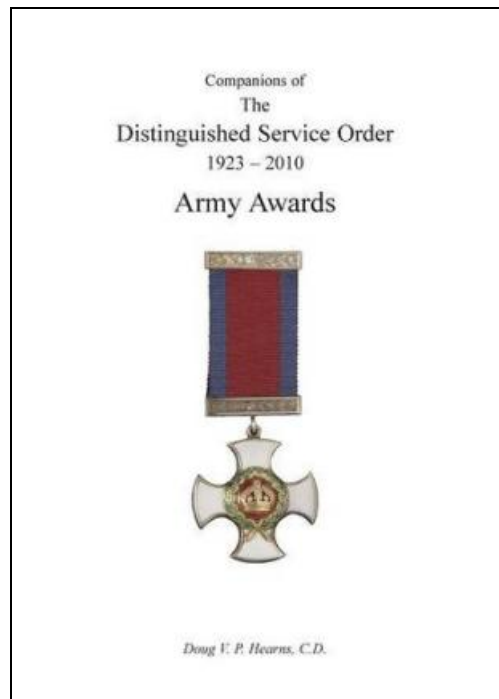 Companions of
The
Distinguished Service Order
1923 – 2010
Army Awards
Doug V. P. Hearns, C.D.